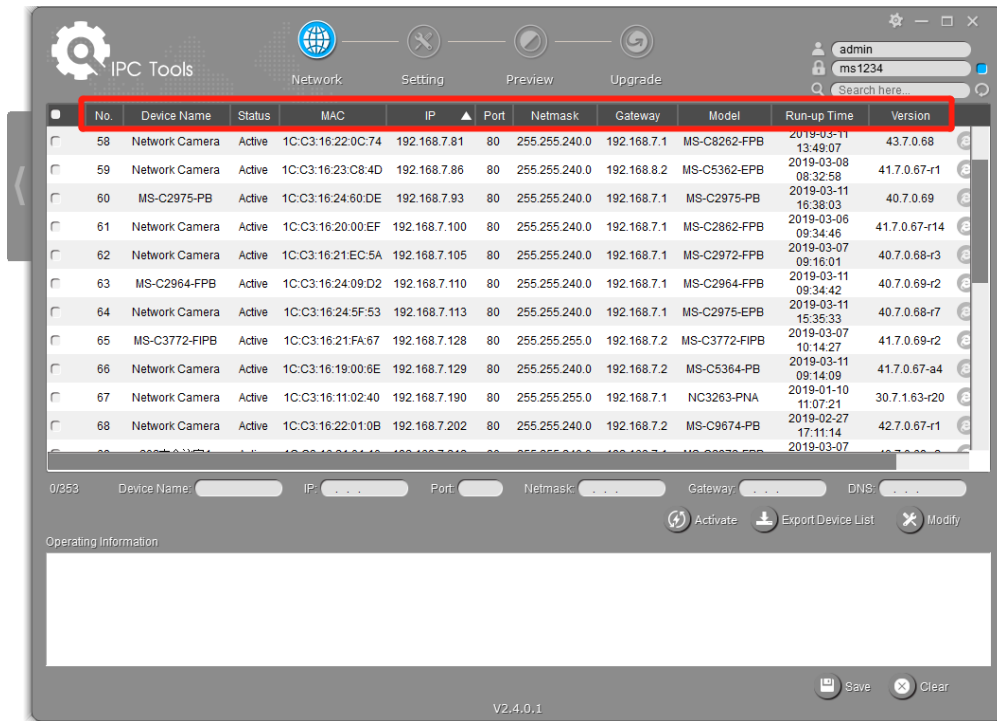 IPC Tools
Network Setting Preview Upgrade
admin
ms1234
Search here...
No. Device Name Status MAC IP Port Netmask Gateway Model Run-up Time Version
58 Network Camera Active 1C:C3:16:22:0C:74 192.168.7.81 80 255.255.240.0 192.168.7.1 MS-C8262-FPB 2019-03-11 13:49:07 43.7.0.68
59 Network Camera Active 1C:C3:16:23:C8:4D 192.168.7.86 80 255.255.240.0 192.168.8.2 MS-C5362-EPB 2019-03-08 08:32:58 41.7.0.67-r1
60 MS-C2975-PB Active 1C:C3:16:24:60:DE 192.168.7.93 80 255.255.240.0 192.168.7.1 MS-C2975-PB 2019-03-11 16:38:03 40.7.0.69
61 Network Camera Active 1C:C3:16:20:00:EF 192.168.7.100 80 255.255.240.0 192.168.7.1 MS-C2862-FPB 2019-03-06 09:34:46 41.7.0.67-r14
62 Network Camera Active 1C:C3:16:21:EC:5A 192.168.7.105 80 255.255.240.0 192.168.7.1 MS-C2972-FPB 2019-03-07 09:16:01 40.7.0.68-r3
63 MS-C2964-FPB Active 1C:C3:16:24:09:D2 192.168.7.110 80 255.255.240.0 192.168.7.1 MS-C2964-FPB 2019-03-11 09:34:42 40.7.0.69-r2
64 Network Camera Active 1C:C3:16:24:5F:53 192.168.7.113 80 255.255.240.0 192.168.7.1 MS-C2975-EPB 2019-03-11 15:35:33 40.7.0.68-r7
65 MS-C3772-FIPB Active 1C:C3:16:21:FA:67 192.168.7.128 80 255.255.255.0 192.168.7.2 MS-C3772-FIPB 2019-03-07 10:14:27 41.7.0.69-r2
66 Network Camera Active 1C:C3:16:19:00:6E 192.168.7.129 80 255.255.240.0 192.168.7.2 MS-C5364-PB 2019-03-11 09:14:09 41.7.0.67-a4
67 Network Camera Active 1C:C3:16:11:02:40 192.168.7.190 80 255.255.255.0 192.168.7.1 NC3263-PNA 2019-01-10 11:07:21 30.7.1.63-r20
68 Network Camera Active 1C:C3:16:22:01:0B 192.168.7.202 80 255.255.240.0 192.168.7.2 MS-C9674-PB 2019-02-27 17:11:14 42.7.0.67-r1
2019-03-07
0/353 Device Name: IP: . . . Port: Netmask: . . . Gateway: . . . DNS: . . .
Activate Export Device List Modify
Operating Information
Save Clear
V2.4.0.1